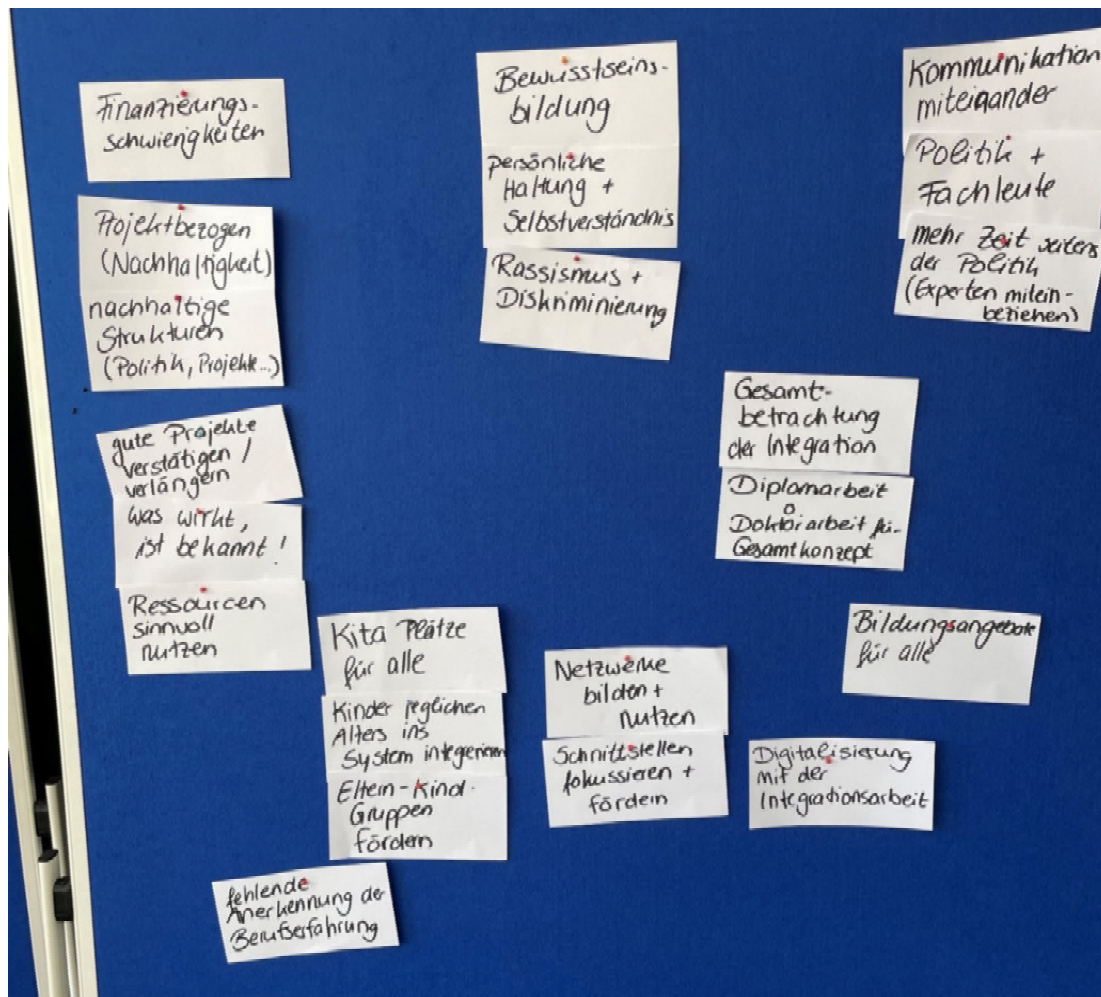 Finanzierungs-
schwierigkeiten
Projektbezogen
(Nachhaltigkeit)
nachhaltige
Strukturen
(Politik, Projekte...)
gute Projekte
verstätigen /
verlängern
Was wirkt,
ist bekannt!
Ressourcen
sinnvoll
nutzen
Kita Plätze
für alle
Kinder jeglichen
Alters ins
System integrieren
Eltern-Kind-
Gruppen
fördern
fehlende
Anerkennung der
Berufserfahrung
Bewusstseins-
bildung
persönliche
Haltung +
Selbstverständnis
Rassismus +
Diskriminierung
Netzwerke
bilden +
nutzen
Schnittstellen
fokussieren +
fördern
Kommunikation
miteinander
Politik +
Fachleute
mehr Zeit seitens
der Politik
(Experten mitein-
beziehen)
Gesamt-
betrachtung
der Integration
Diplomarbeit
o
Doktorarbeit für
Gesamtkonzept
Bildungsangebote
für alle
Digitalisierung
mit der
Integrationsarbeit